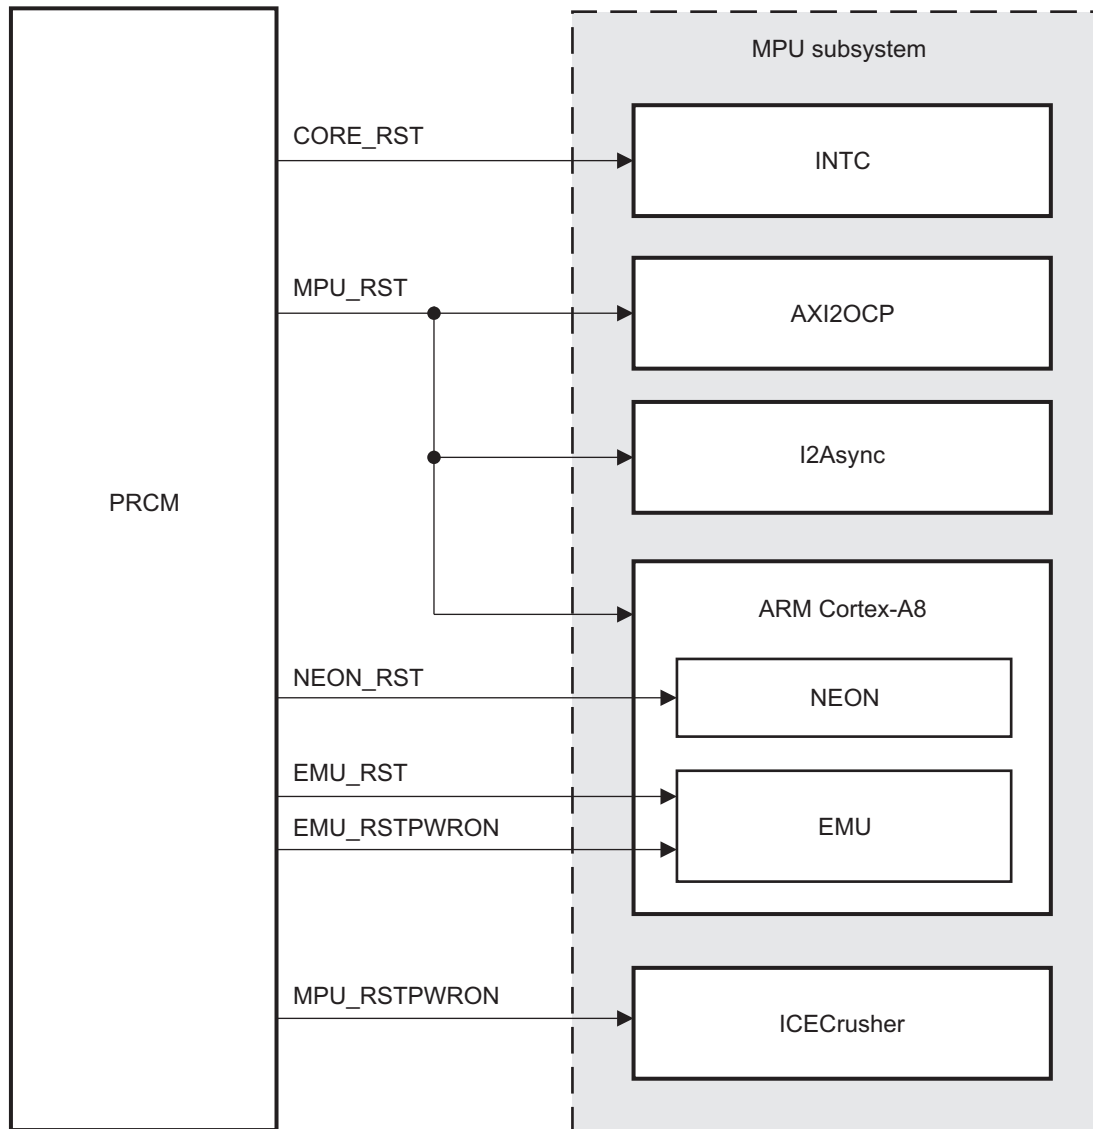 MPU subsystem
CORE_RST
INTC
MPU_RST
AXI2OCP
I2Async
PRCM
ARM Cortex-A8
NEON_RST
NEON
EMU_RST
EMU_RSTPWRON
EMU
MPU_RSTPWRON
ICECrusher